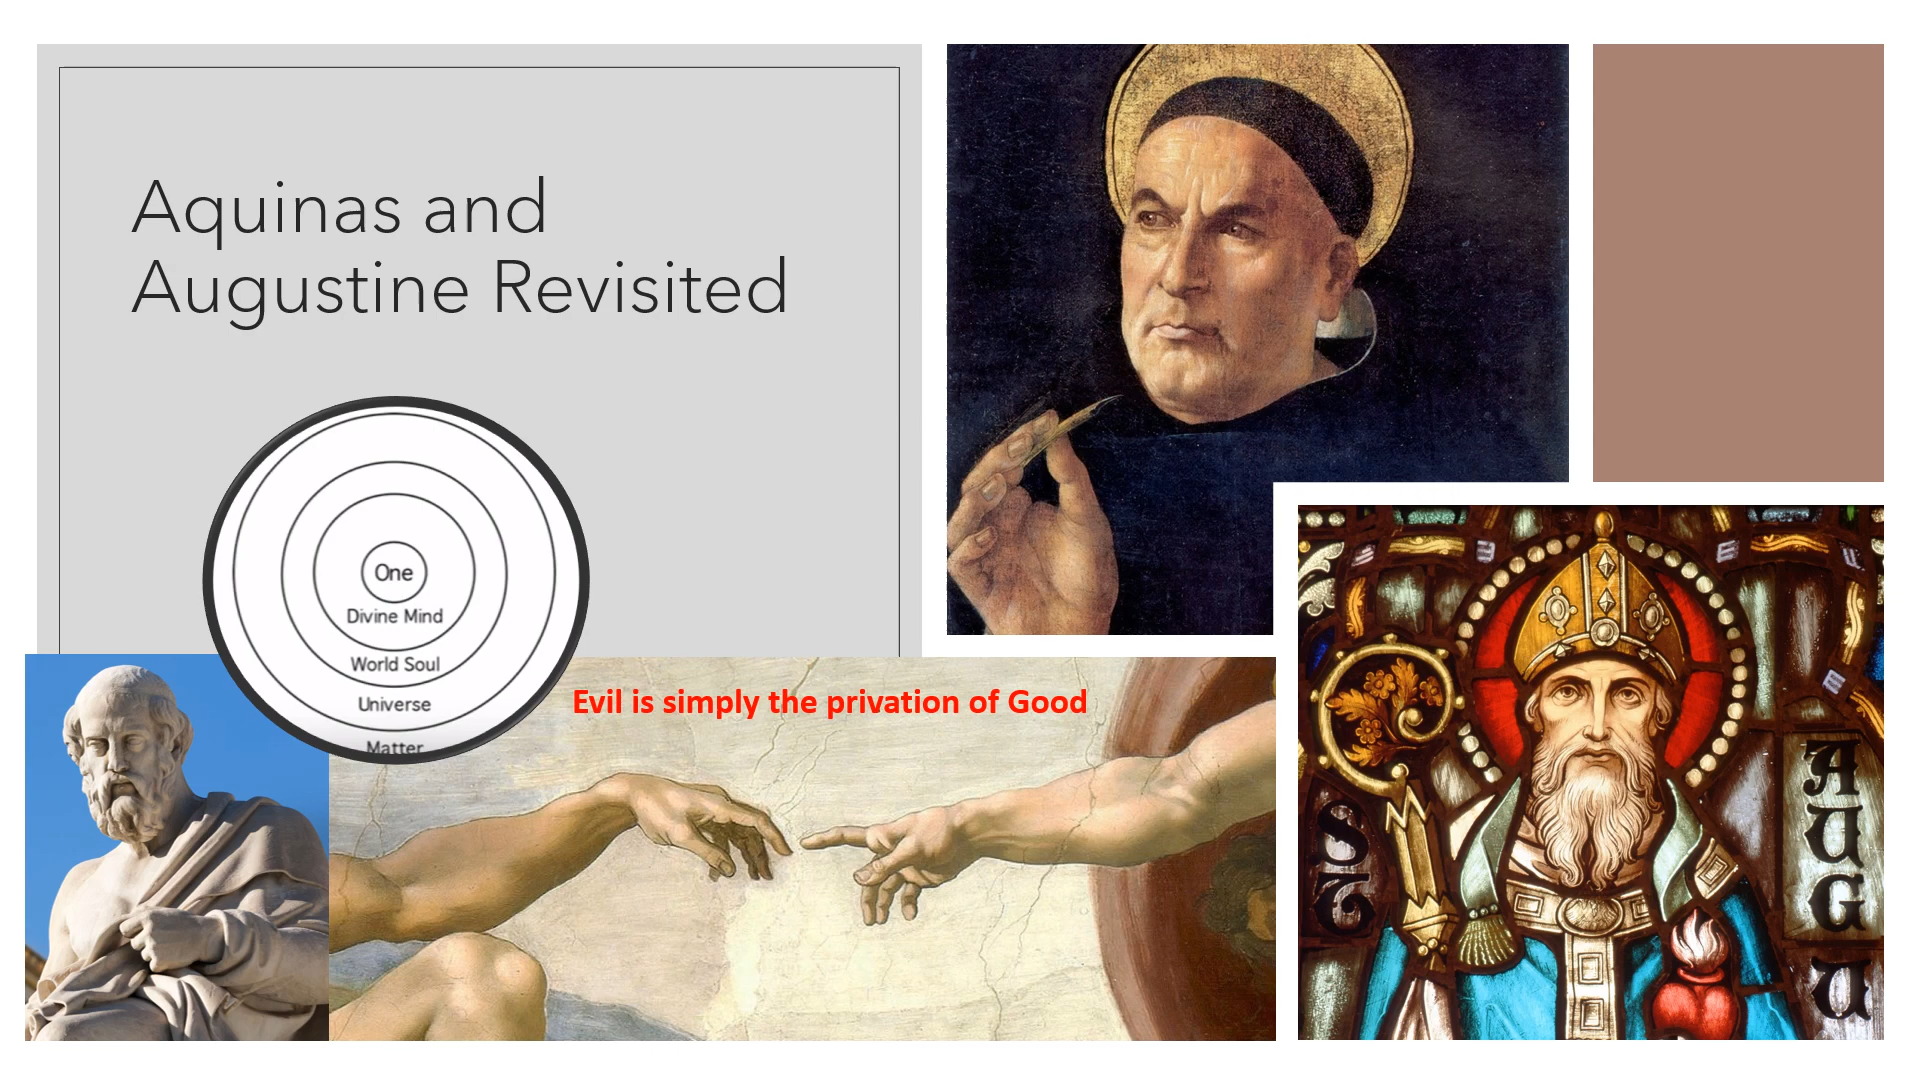 Aquinas and
Augustine Revisited
One
Divine Mind
World Soul
Universe
Matter
Evil is simply the privation of Good
ST
AUGU